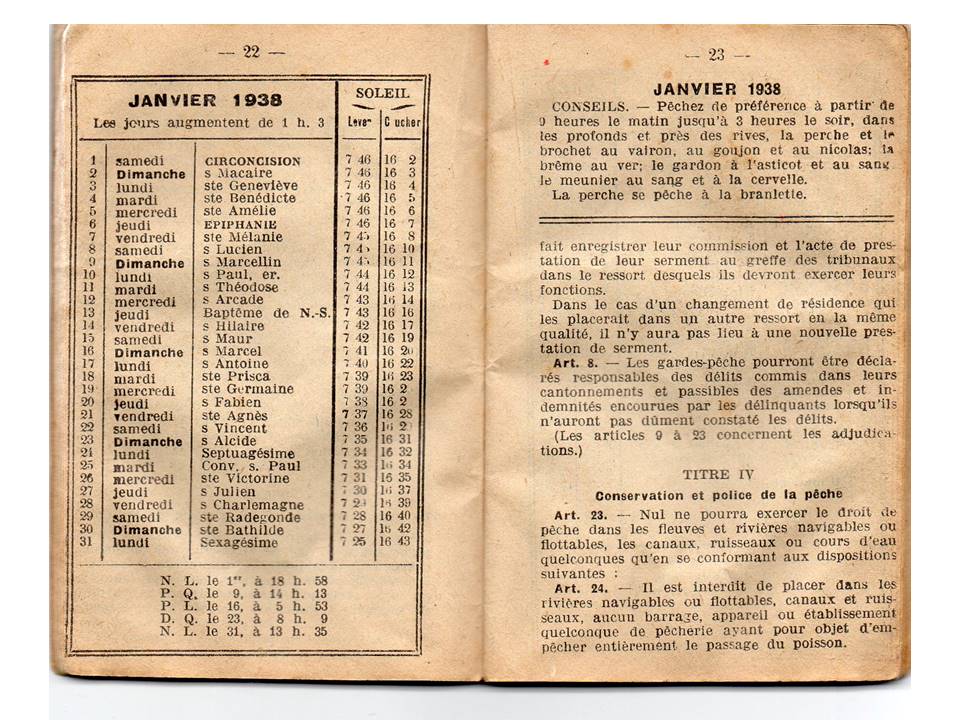 — 22 —
JANVIER 1938
Les jours augmentent de 1 h. 3
SOLEIL
Leve- C ucher
1 samedi CIRCONCISION 7 46 16 2
2 Dimanche s Macaire 7 46 16 3
3 lundi ste Geneviève 7 46 16 4
4 mardi ste Benédicte 7 46 16 5
5 mercredi ste Amélie 7 46 16 6
6 jeudi EPIPHANIE 7 46 16 7
7 vendredi ste Mélanie 7 45 16 8
8 samedi s Lucien 7 45 16 10
9 Dimanche s Marcellin 7 45 16 11
10 lundi s Paul, er. 7 44 16 12
11 mardi s Théodose 7 44 16 13
12 mercredi s Arcade 7 43 16 14
13 jeudi Baptême de N.-S. 7 43 16 16
14 vendredi s Hilaire 7 42 16 17
15 samedi s Maur 7 42 16 19
16 Dimanche s Marcel 7 41 16 20
17 lundi s Antoine 7 40 16 22
18 mardi ste Prisca 7 39 16 23
19 mercredi ste Germaine 7 39 16 2
20 jeudi s Fabien 7 38 16 2
21 vendredi ste Agnès 7 37 16 28
22 samedi s Vincent 7 36 16 2
23 Dimanche s Alcide 7 35 16 31
24 lundi Septuagésime 7 34 16 32
25 mardi Conv. s. Paul 7 33 16 34
26 mercredi ste Victorine 7 31 16 35
27 jeudi s Julien 7 30 16 37
28 vendredi s Charlemagne 7 29 16 39
29 samedi ste Radegonde 7 28 16 40
30 Dimanche ste Bathilde 7 27 16 42
31 lundi Sexagésime 7 25 16 43
N. L. le 1er, à 18 h. 58
P. Q. le 9, à 14 h. 13
P. L. le 16, à 5 h. 53
D. Q. le 23, à 8 h. 9
N. L. le 31, à 13 h. 35
— 23 —
JANVIER 1938
CONSEILS. — Pêchez de préférence à partir de
9 heures le matin jusqu'à 3 heures le soir, dans
les profonds et près des rives, la perche et le
brochet au vairon, au goujon et au nicolas; la
brême au ver; le gardon à l'asticot et au sang.
le meunier au sang et à la cervelle.
La perche se pêche à la branlette.
fait enregistrer leur commission et l'acte de pres-
tation de leur serment au greffe des tribunaux
dans le ressort desquels ils devront exercer leurs
fonctions.
Dans le cas d'un changement de résidence qui
les placerait dans un autre ressort en la même
qualité, il n'y aura pas lieu à une nouvelle pres-
tation de serment.
Art. 8. — Les gardes-pêche pourront être décla-
rés responsables des délits commis dans leurs
cantonnements et passibles des amendes et in-
demnités encourues par les délinquants lorsqu'ils
n'auront pas dûment constaté les délits.
(Les articles 9 à 23 concernent les adjudica-
tions.)
TITRE IV
Conservation et police de la pêche
Art. 23. — Nul ne pourra exercer le droit de
pêche dans les fleuves et rivières navigables ou
flottables, les canaux, ruisseaux ou cours d'eau
quelconques qu'en se conformant aux dispositions
suivantes :
Art. 24. — Il est interdit de placer dans les
rivières navigables ou flottables, canaux et ruis-
seaux, aucun barrage, appareil ou établissement
quelconque de pêcherie ayant pour objet d'em-
pêcher entièrement le passage du poisson.